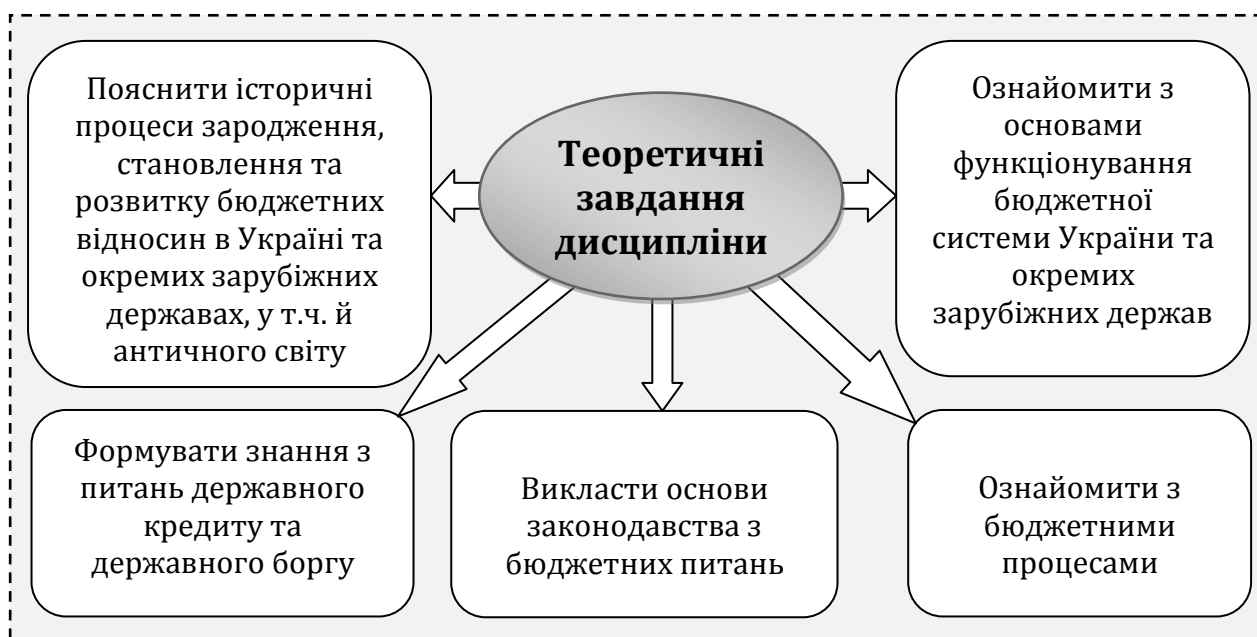 Пояснити історичні
процеси зародження,
становлення та
розвитку бюджетних
відносин в Україні та
окремих зарубіжних
державах, у т.ч. й
античного світу
Теоретичні
завдання
дисципліни
Ознайомити з
основами
функціонування
бюджетної
системи України та
окремих
зарубіжних держав
Формувати знання з
питань державного
кредиту та
державного боргу
Викласти основи
законодавства з
бюджетних питань
Ознайомити з
бюджетними
процесами